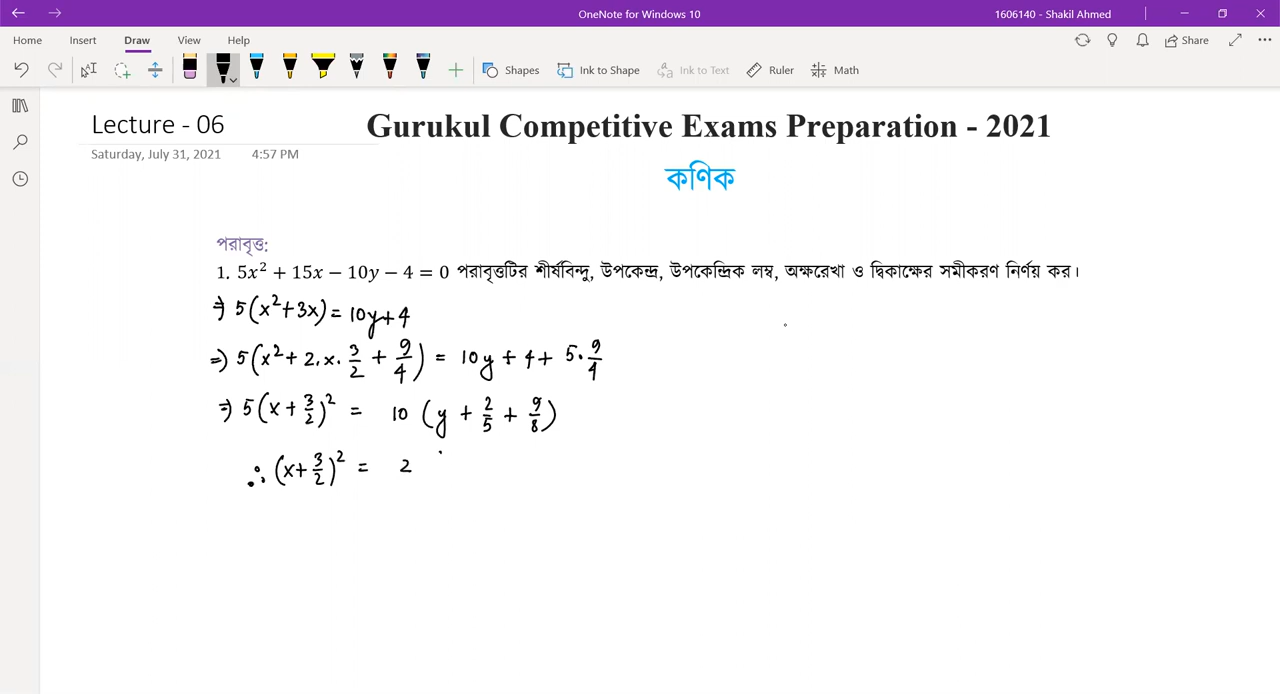 OneNote for Windows 10
1606140 - Shakil Ahmed
Home Insert Draw View Help
Share
Shapes Ink to Shape Ink to Text Ruler Math
Lecture - 06
Saturday, July 31, 2021 4:57 PM
Gurukul Competitive Exams Preparation - 2021
কণিক
পরাবৃত্ত:
1. 5x² + 15x − 10y − 4 = 0 পরাবৃত্তটির শীর্ষবিন্দু, উপকেন্দ্র, উপকেন্দ্রিক লম্ব, অক্ষরেখা ও দ্বিকাক্ষের সমীকরণ নির্ণয় কর।
⇒ 5(x²+3x) = 10y+4
⇒ 5(x² + 2.x. 3/2 + 9/4) = 10y + 4 + 5. 9/4
⇒ 5(x + 3/2)² = 10 (y + 2/5 + 9/8)
∴ (x+ 3/2)² = 2